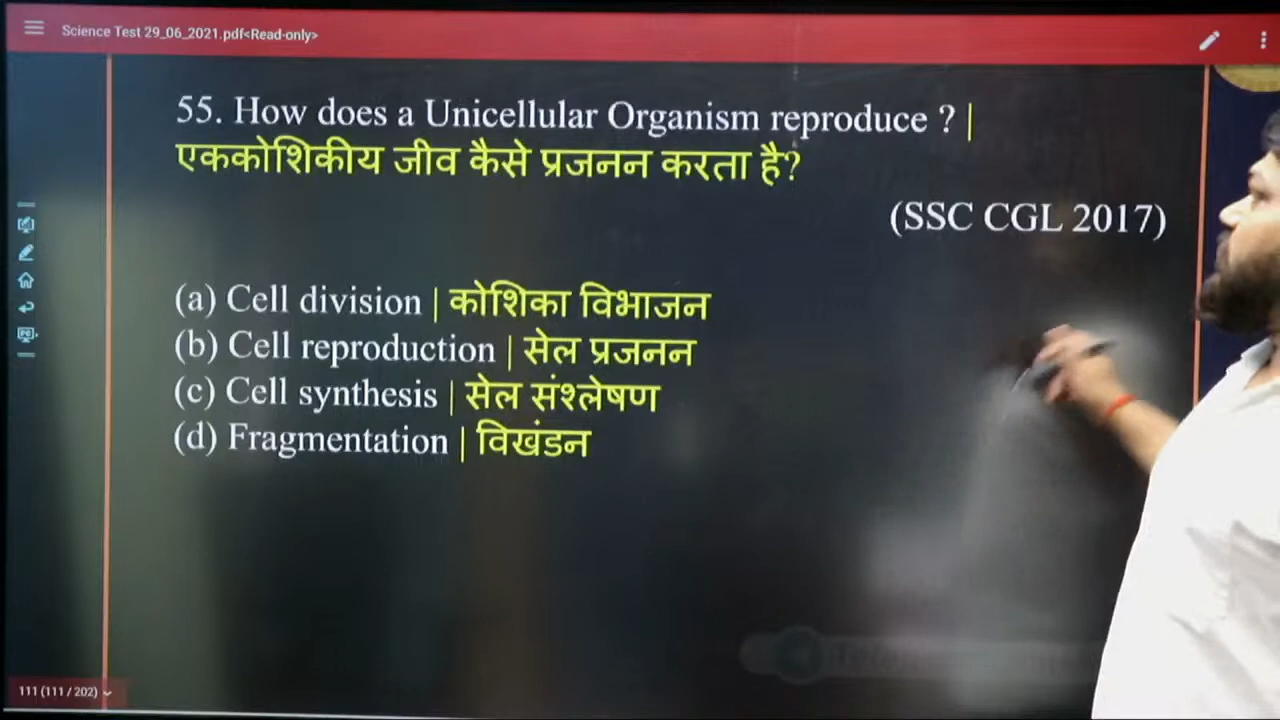 Science Test 29_06_2021.pdf<Read-only>
55. How does a Unicellular Organism reproduce ? |
एककोशिकीय जीव कैसे प्रजनन करता है?
(SSC CGL 2017)
(a) Cell division | कोशिका विभाजन
(b) Cell reproduction | सेल प्रजनन
(c) Cell synthesis | सेल संश्लेषण
(d) Fragmentation | विखंडन
111 (111 / 202)